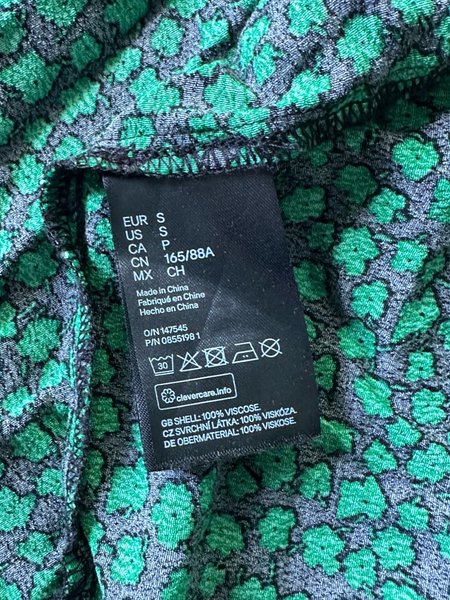 EUR S
US S
CA P
CN 165/88A
MX CH
Made in China
Fabriqué en Chine
Hecho en China
O/N 147545
P/N 0855198 1
30
clevercare.info
GB SHELL: 100% VISCOSE.
CZ SVRCHNÍ LÁTKA: 100% VISKÓZA.
DE OBERMATERIAL: 100% VISKOSE.